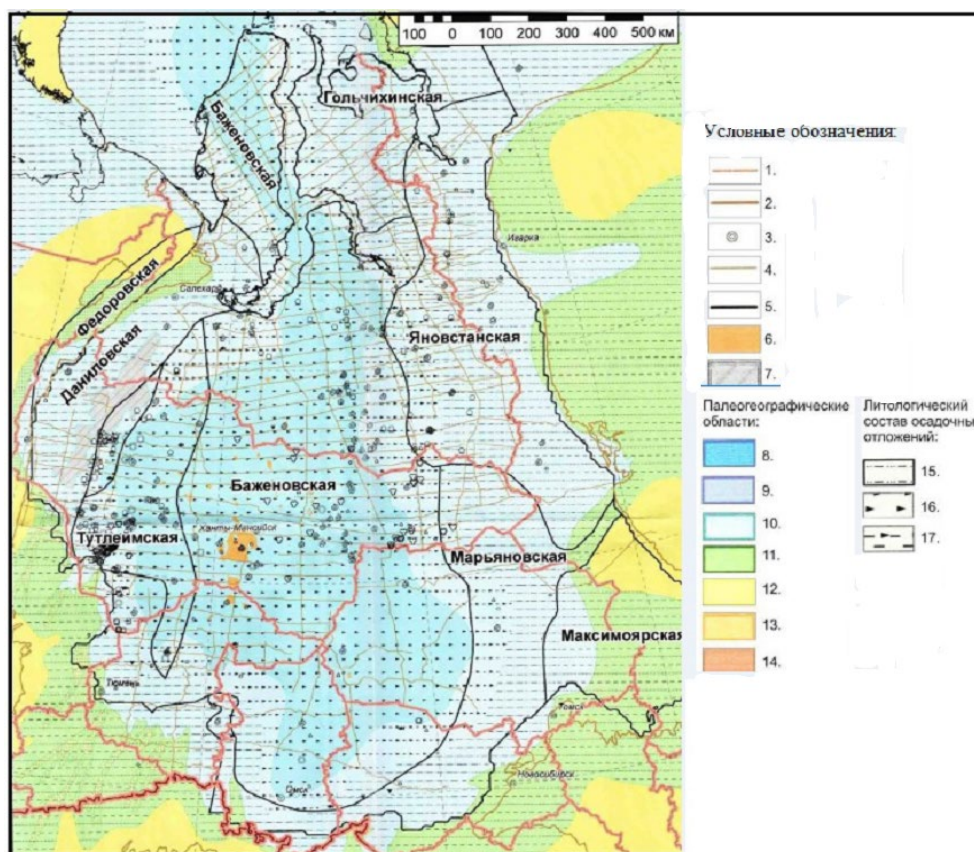 100 0 100 200 300 400 500 км
Гольчихинская
Баженовская
Игарка
Салехард
Федоровская
Даниловская
Яновстанская
Баженовская
Ханты-Мансийск
Тутлеймская
Марьяновская
Максимоярская
Тюмень
Томск
Новосибирск
Омск
Условные обозначения:
1.
2.
3.
4.
5.
6.
7.
Палеогеографические
области:
8.
9.
10.
11.
12.
13.
14.
Литологический
состав осадочны
отложений:
15.
16.
17.